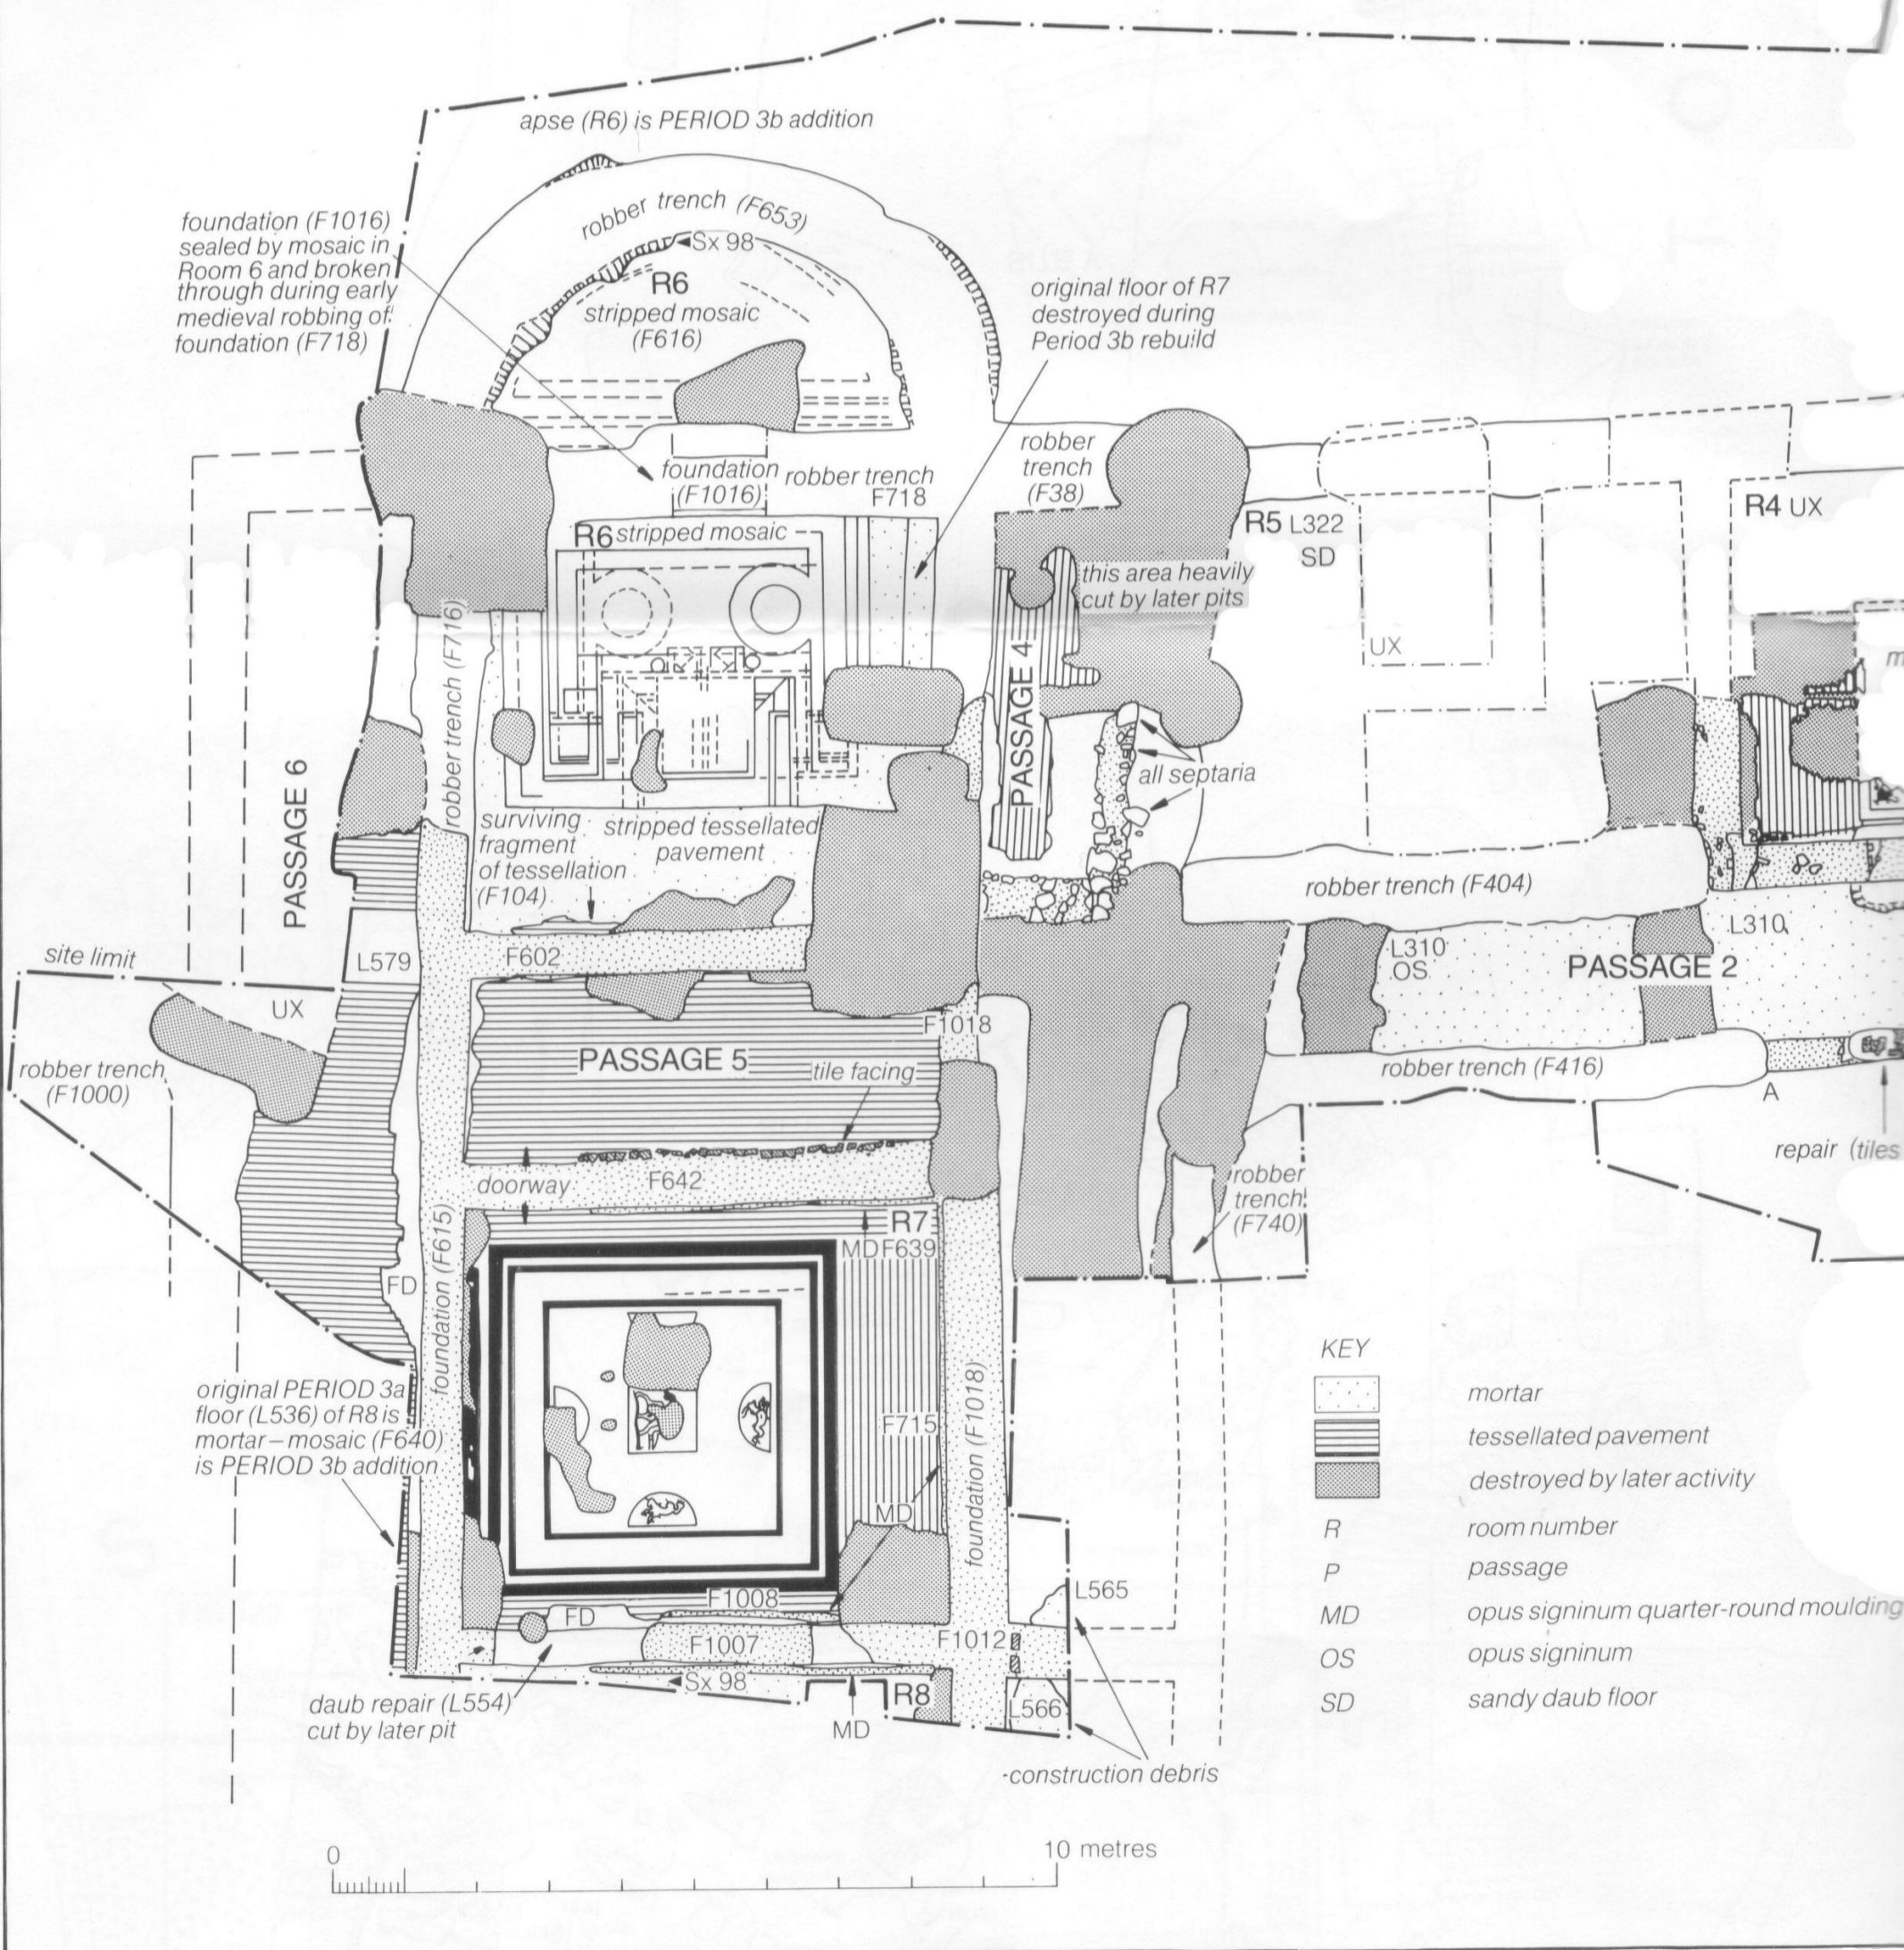 apse (R6) is PERIOD 3b addition
robber trench (F653)
foundation (F1016)
sealed by mosaic in
Room 6 and broken
through during early
medieval robbing of
foundation (F718)
◄Sx 98
R6
stripped mosaic
(F616)
original floor of R7
destroyed during
Period 3b rebuild
robber
trench
(F38)
foundation
(F1016)
robber trench
F718
R6 stripped mosaic
R5 L322
SD
R4 UX
this area heavily
cut by later pits
UX
m
robber trench (F716)
PASSAGE 4
PASSAGE 6
all septaria
surviving
fragment
of tessellation
(F104)
stripped tessellated
pavement
robber trench (F404)
site limit
L579
F602
L310
OS
PASSAGE 2
L310
UX
F1018
robber trench
(F1000)
PASSAGE 5
tile facing
robber trench (F416)
A
repair (tiles
doorway
F642
robber
trench
(F740)
R7
MD F639
FD
foundation (F615)
original PERIOD 3a
floor (L536) of R8 is
mortar – mosaic (F640)
is PERIOD 3b addition
F715
MD
foundation (F1018)
KEY
mortar
tessellated pavement
destroyed by later activity
R room number
P passage
MD opus signinum quarter-round moulding
OS opus signinum
SD sandy daub floor
F1008
FD
L565
F1007
F1012
◄Sx 98
R8
L566
daub repair (L554)
cut by later pit
MD
construction debris
0
10 metres